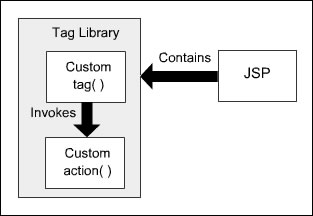 Tag Library
Custom
tag( )
Contains
JSP
Invokes
Custom
action( )